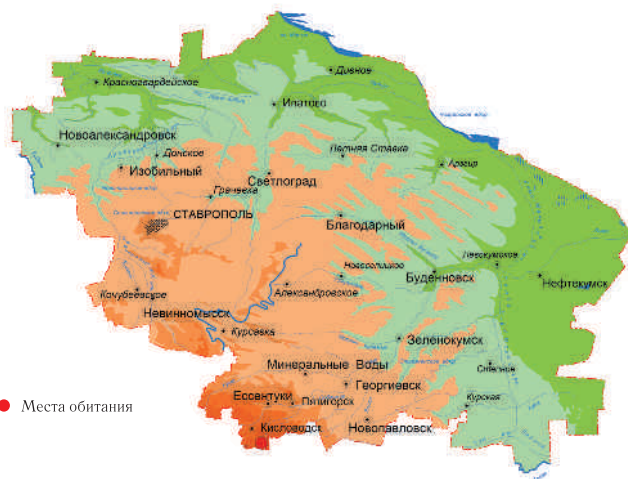 Дивное
Красногвардейское
Ипатово
Новоалександровск
Донское
Летняя Ставка
Арзгир
Изобильный
Светлоград
Грачевка
СТАВРОПОЛЬ
Благодарный
Левокумское
Новоселицкое
Буденновск
Нефтекумск
Кочубеевское
Александровское
Невинномысск
Курсавка
Зеленокумск
Минеральные Воды
Степное
Георгиевск
Ессентуки
Пятигорск
Курская
Места обитания
Кисловодск
Новопавловск